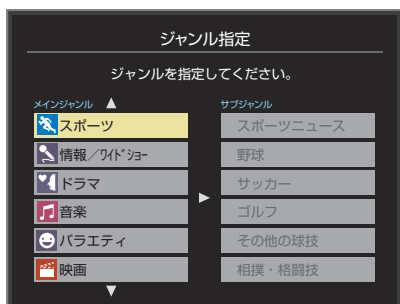 ジャンル指定
ジャンルを指定してください。
メインジャンル
スポーツ
情報／ワイドショー
ドラマ
音楽
バラエティ
映画
サブジャンル
スポーツニュース
野球
サッカー
ゴルフ
その他の球技
相撲・格闘技